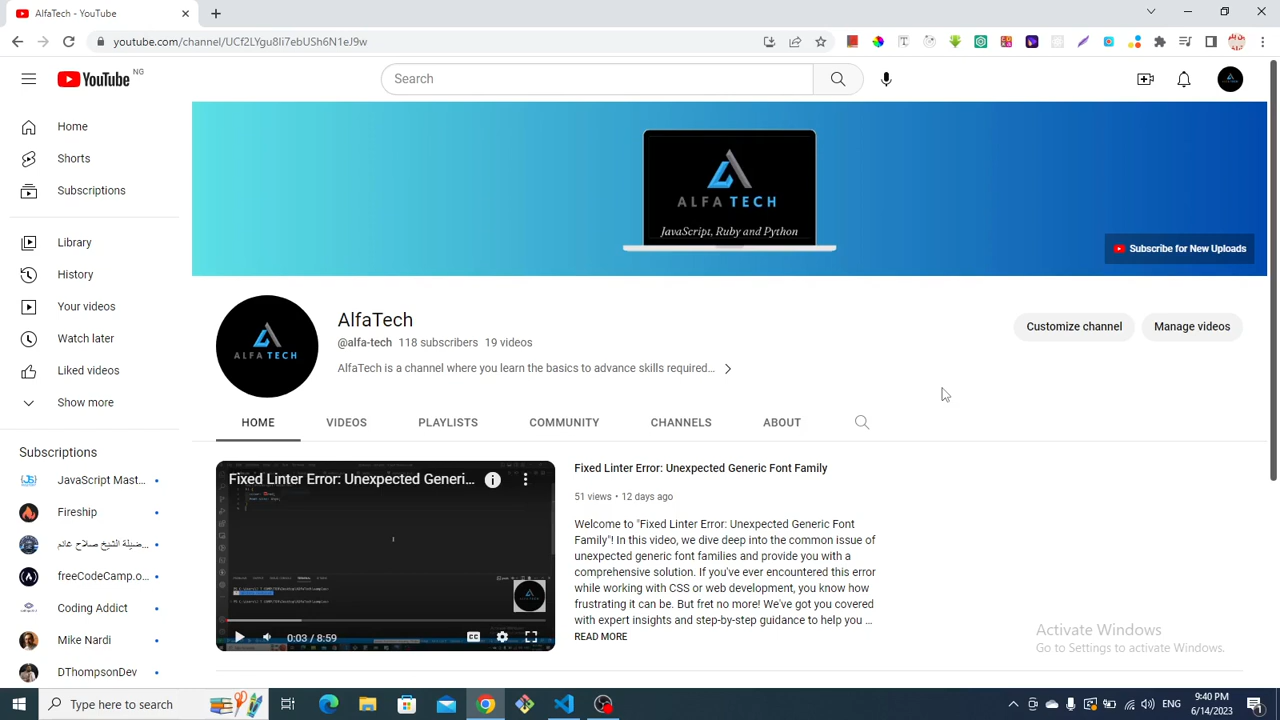 AlfaTech - YouTube
youtube.com/channel/UCf2LYgu8Ii7ebUSh6N1eJ9w
YouTube NG
Search
Home
Shorts
Subscriptions
Library
History
Your videos
Watch later
Liked videos
Show more
Subscriptions
JavaScript Mast...
Fireship
freeCodeCamp.o...
Coding Addict
Mike Nardi
DThompsonDev
ALFA TECH
JavaScript, Ruby and Python
Subscribe for New Uploads
ALFA TECH
AlfaTech
@alfa-tech 118 subscribers 19 videos
AlfaTech is a channel where you learn the basics to advance skills required...
Customize channel
Manage videos
HOME VIDEOS PLAYLISTS COMMUNITY CHANNELS ABOUT
Fixed Linter Error: Unexpected Generi...
0:03 / 8:59
CC
Fixed Linter Error: Unexpected Generic Font Family
51 views • 12 days ago
Welcome to "Fixed Linter Error: Unexpected Generic Font
Family"! In this video, we dive deep into the common issue of
unexpected generic font families and provide you with a
comprehensive solution. If you've ever encountered this error
while working with CSS or web development, you know how
frustrating it can be. But fret no more! We've got you covered
with expert insights and step-by-step guidance to help you ...
READ MORE
Activate Windows
Go to Settings to activate Windows.
Type here to search
ENG
9:40 PM
6/14/2023